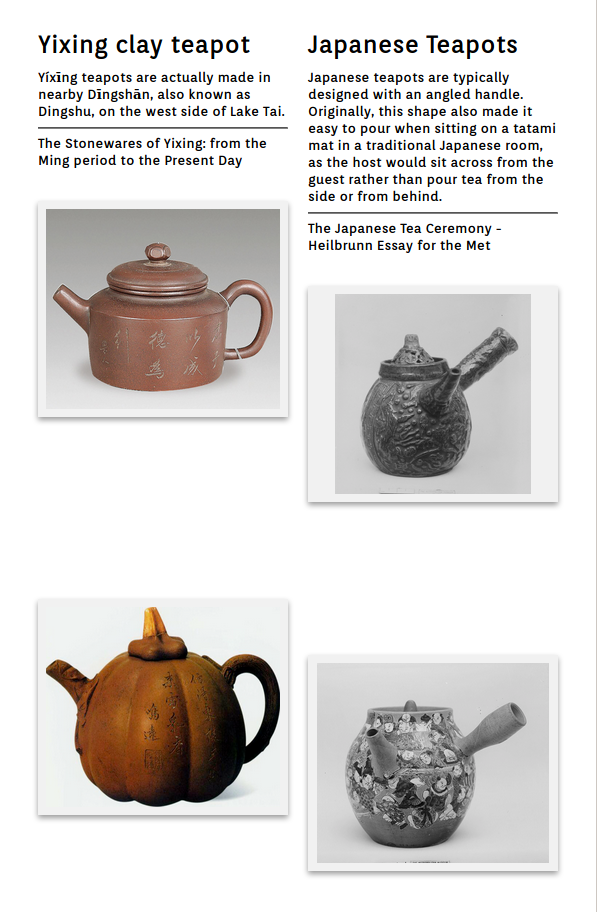 Yixing clay teapot
Yíxīng teapots are actually made in
nearby Dīngshān, also known as
Dingshu, on the west side of Lake Tai.
The Stonewares of Yixing: from the
Ming period to the Present Day
Japanese Teapots
Japanese teapots are typically
designed with an angled handle.
Originally, this shape also made it
easy to pour when sitting on a tatami
mat in a traditional Japanese room,
as the host would sit across from the
guest rather than pour tea from the
side or from behind.
The Japanese Tea Ceremony -
Heilbrunn Essay for the Met